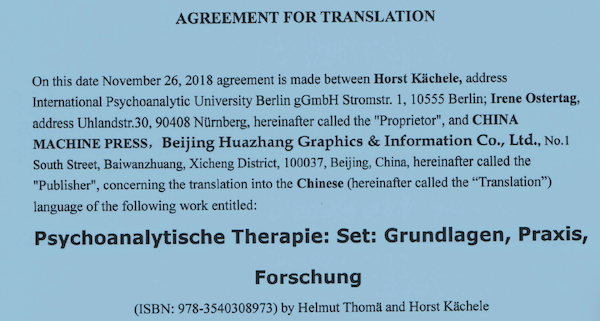 AGREEMENT FOR TRANSLATION
On this date November 26, 2018 agreement is made between Horst Kächele, address
International Psychoanalytic University Berlin gGmbH Stromstr. 1, 10555 Berlin; Irene Ostertag,
address Uhlandstr.30, 90408 Nürnberg, hereinafter called the "Proprietor", and CHINA
MACHINE PRESS, Beijing Huazhang Graphics & Information Co., Ltd., No.1
South Street, Baiwanzhuang, Xicheng District, 100037, Beijing, China, hereinafter called the
"Publisher", concerning the translation into the Chinese (hereinafter called the “Translation”)
language of the following work entitled:
Psychoanalytische Therapie: Set: Grundlagen, Praxis,
Forschung
(ISBN: 978-3540308973) by Helmut Thomä and Horst Kächele